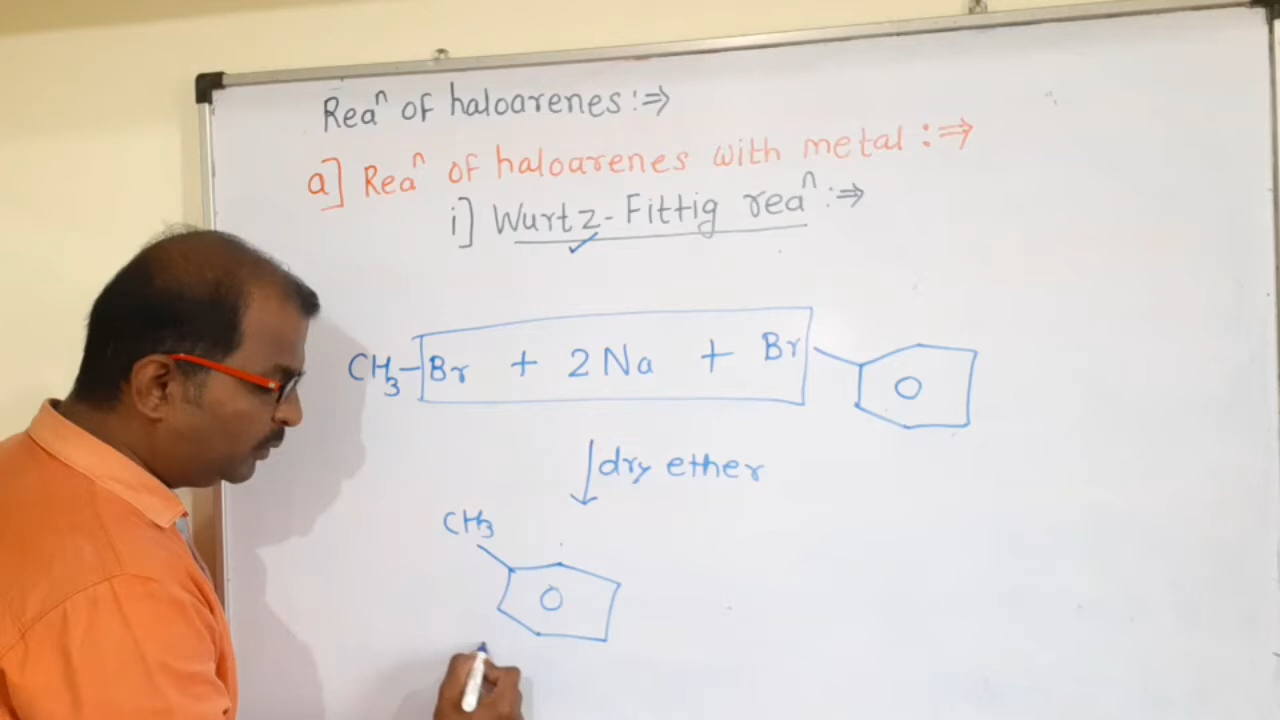 Reaⁿ of haloarenes :⇒
a] Reaⁿ of haloarenes with metal :⇒
i] Wurtz-Fittig reaⁿ :⇒
CH₃-Br + 2Na + Br
dry ether
CH₃